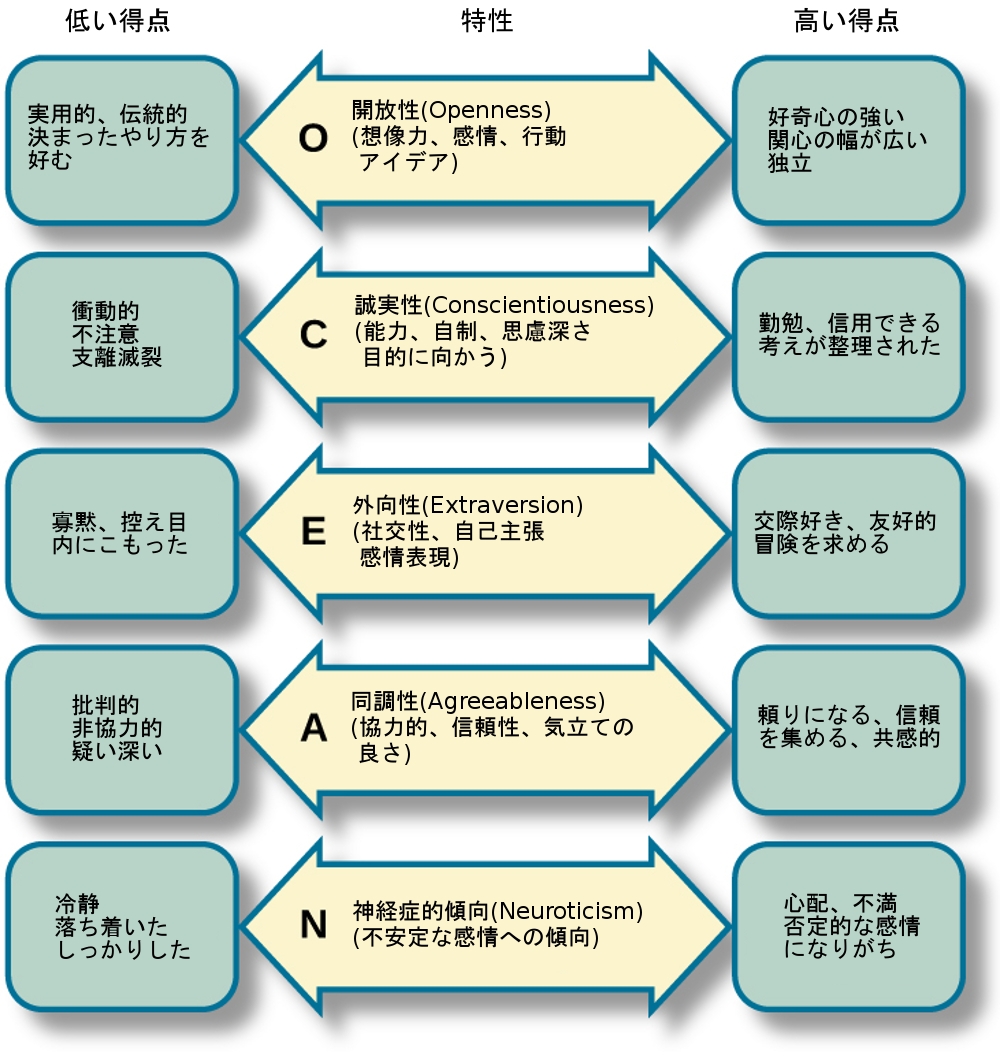 低い得点
特性
高い得点
実用的、伝統的
決まったやり方を
好む
O
開放性(Openness)
(想像力、感情、行動
アイデア)
好奇心の強い
関心の幅が広い
独立
衝動的
不注意
支離滅裂
C
誠実性(Conscientiousness)
(能力、自制、思慮深さ
目的に向かう)
勤勉、信用できる
考えが整理された
寡黙、控え目
内にこもった
E
外向性(Extraversion)
(社交性、自己主張
感情表現)
交際好き、友好的
冒険を求める
批判的
非協力的
疑い深い
A
同調性(Agreeableness)
(協力的、信頼性、気立ての
良さ)
頼りになる、信頼
を集める、共感的
冷静
落ち着いた
しっかりした
N
神経症的傾向(Neuroticism)
(不安定な感情への傾向)
心配、不満
否定的な感情
になりがち